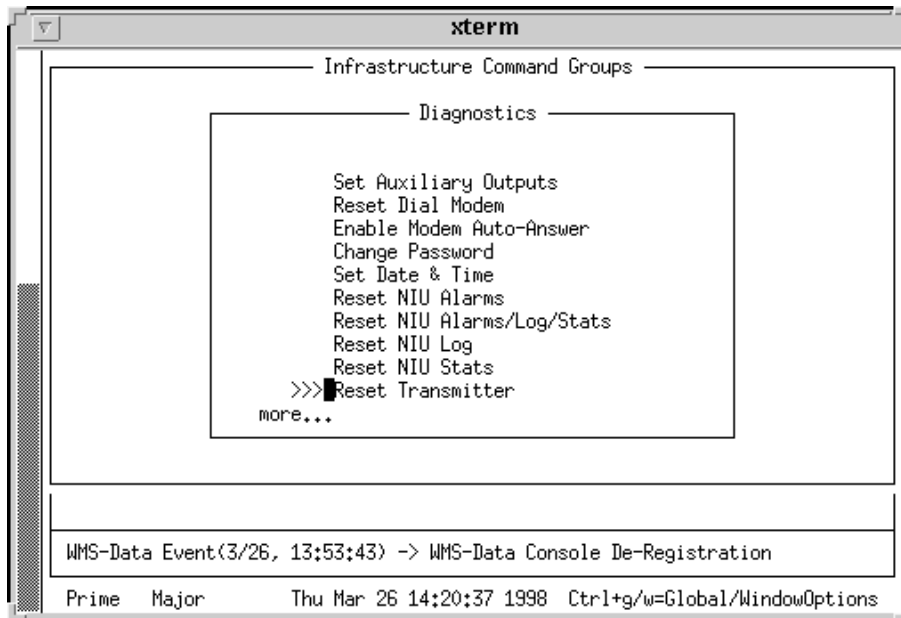 xterm
Infrastructure Command Groups
Diagnostics
Set Auxiliary Outputs
Reset Dial Modem
Enable Modem Auto-Answer
Change Password
Set Date & Time
Reset NIU Alarms
Reset NIU Alarms/Log/Stats
Reset NIU Log
Reset NIU Stats
>>> Reset Transmitter
more...
WMS-Data Event(3/26, 13:53:43) -> WMS-Data Console De-Registration
Prime Major Thu Mar 26 14:20:37 1998 Ctrl+g/w=Global/WindowOptions